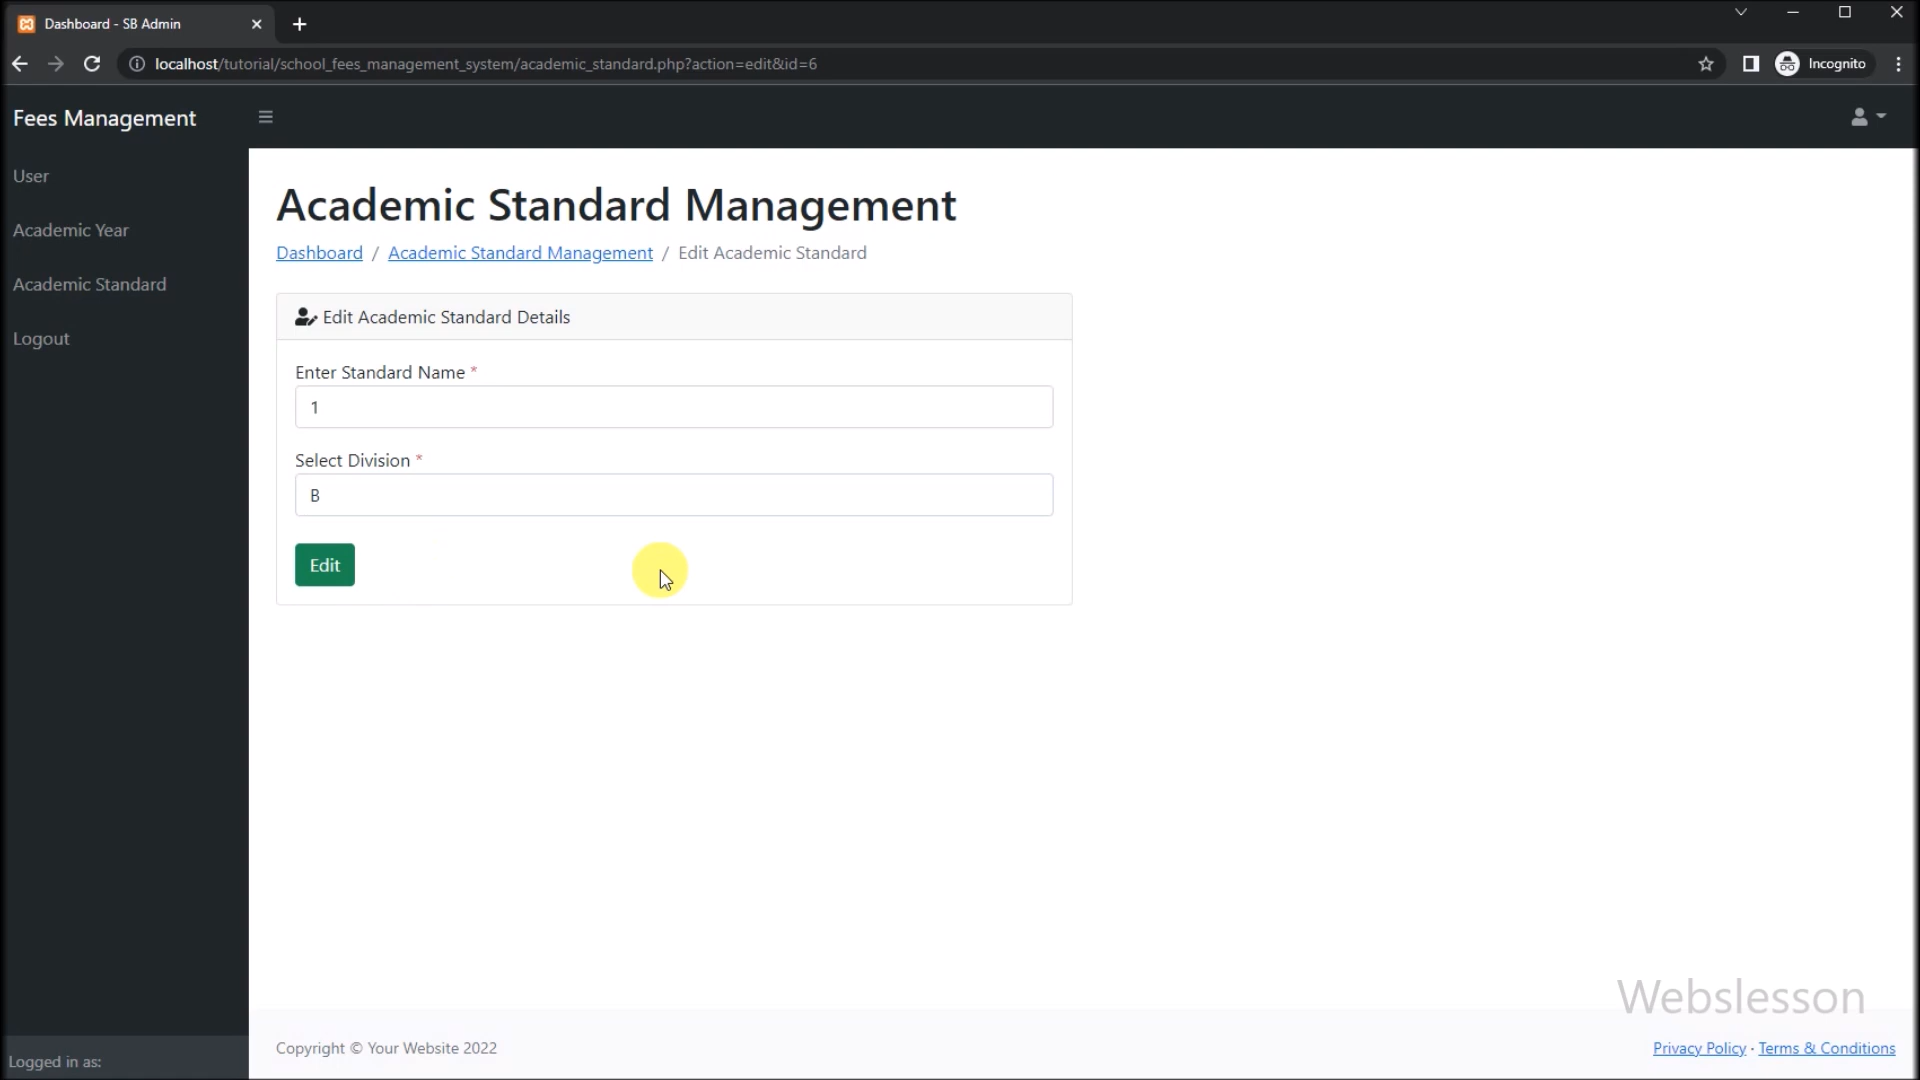 Dashboard - SB Admin
localhost/tutorial/school_fees_management_system/academic_standard.php?action=edit&id=6
Incognito
Fees Management
User
Academic Year
Academic Standard
Logout
Logged in as:
Academic Standard Management
Dashboard / Academic Standard Management / Edit Academic Standard
Edit Academic Standard Details
Enter Standard Name *
1
Select Division *
B
Edit
Webslesson
Copyright © Your Website 2022
Privacy Policy · Terms & Conditions